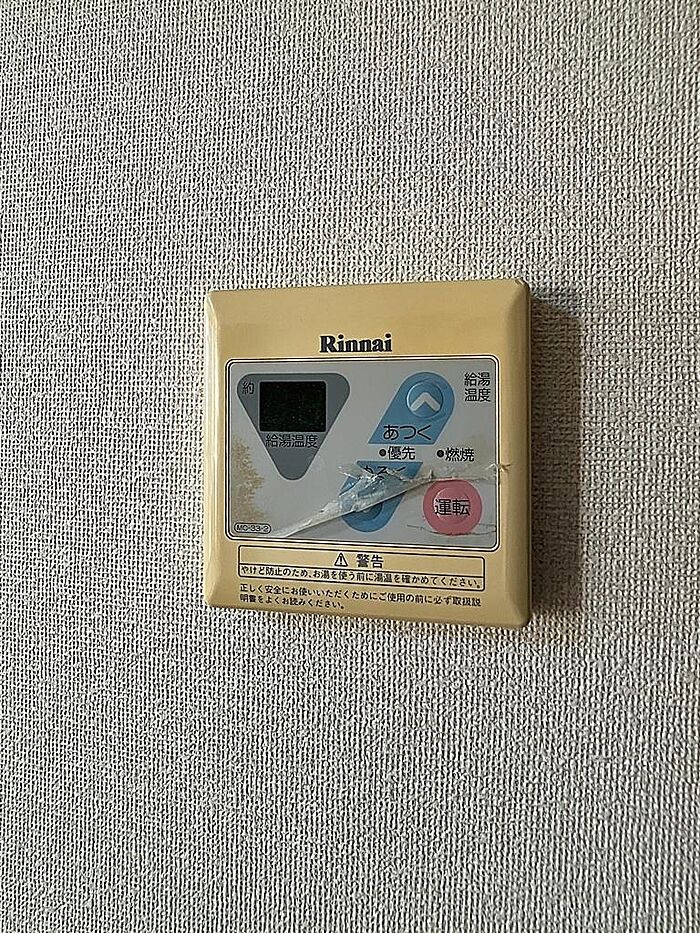 Rinnai
約
給湯温度
給湯
温度
あつく
●優先 ●燃焼
運転
MC-33-2
⚠ 警告
やけど防止のため、お湯を使う前に湯温を確かめてください。
正しく安全にお使いいただくためにご使用の前に必ず取扱説
明書をよくお読みください。